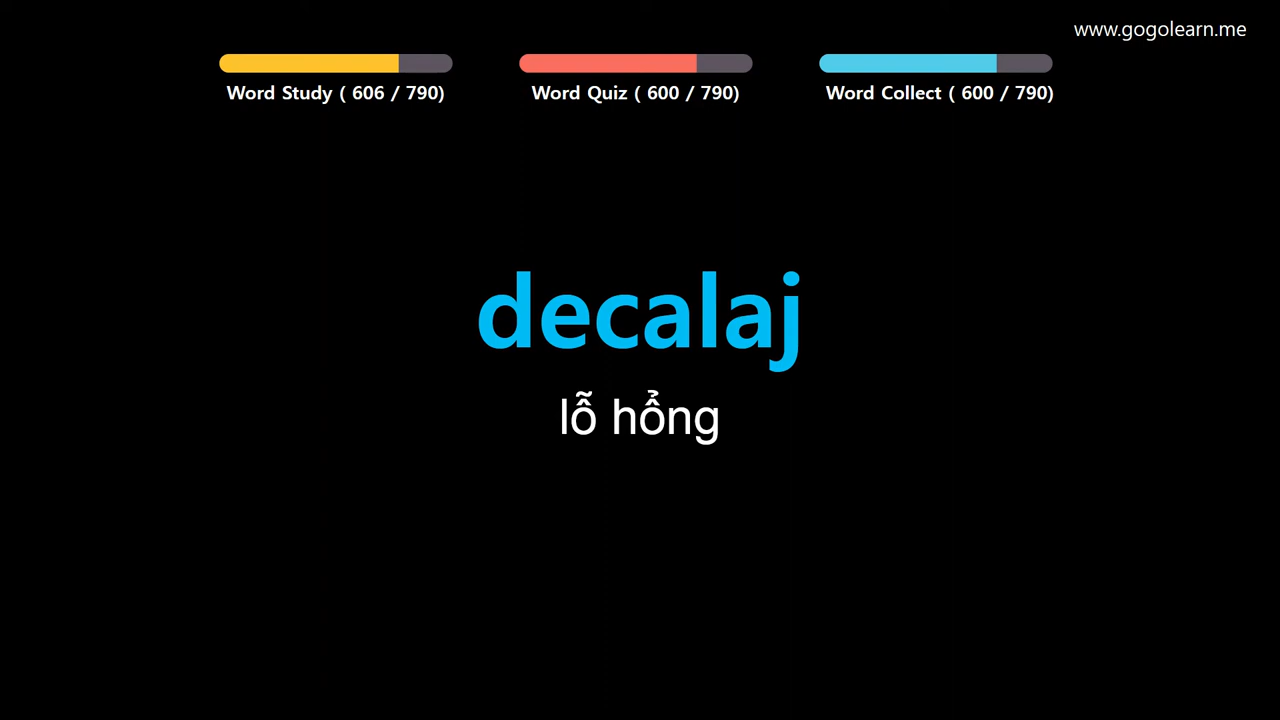 www.gogolearn.me
Word Study ( 606 / 790)
Word Quiz ( 600 / 790)
Word Collect ( 600 / 790)
decalaj
lỗ hổng